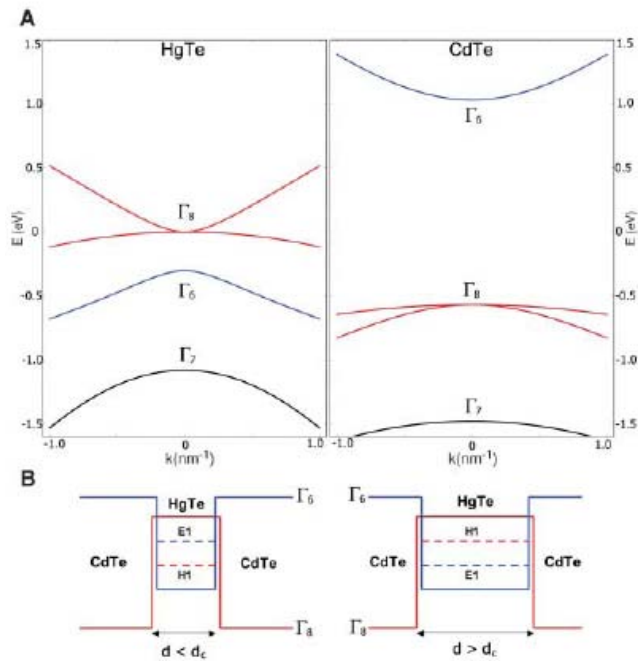 A
HgTe
CdTe
1.5
1.0
0.5
0
-0.5
-1.0
-1.5
E (eV)
Γ8
Γ6
Γ7
-1.0
0
1.0
k(nm⁻¹)
1.5
1.0
0.5
0
-0.5
-1.0
-1.5
E (eV)
Γ6
Γ8
Γ7
-1.0
0
1.0
k(nm⁻¹)
B
HgTe
Γ6
E1
CdTe
H1
CdTe
Γ8
d < dc
Γ6
HgTe
H1
CdTe
E1
CdTe
Γ8
d > dc